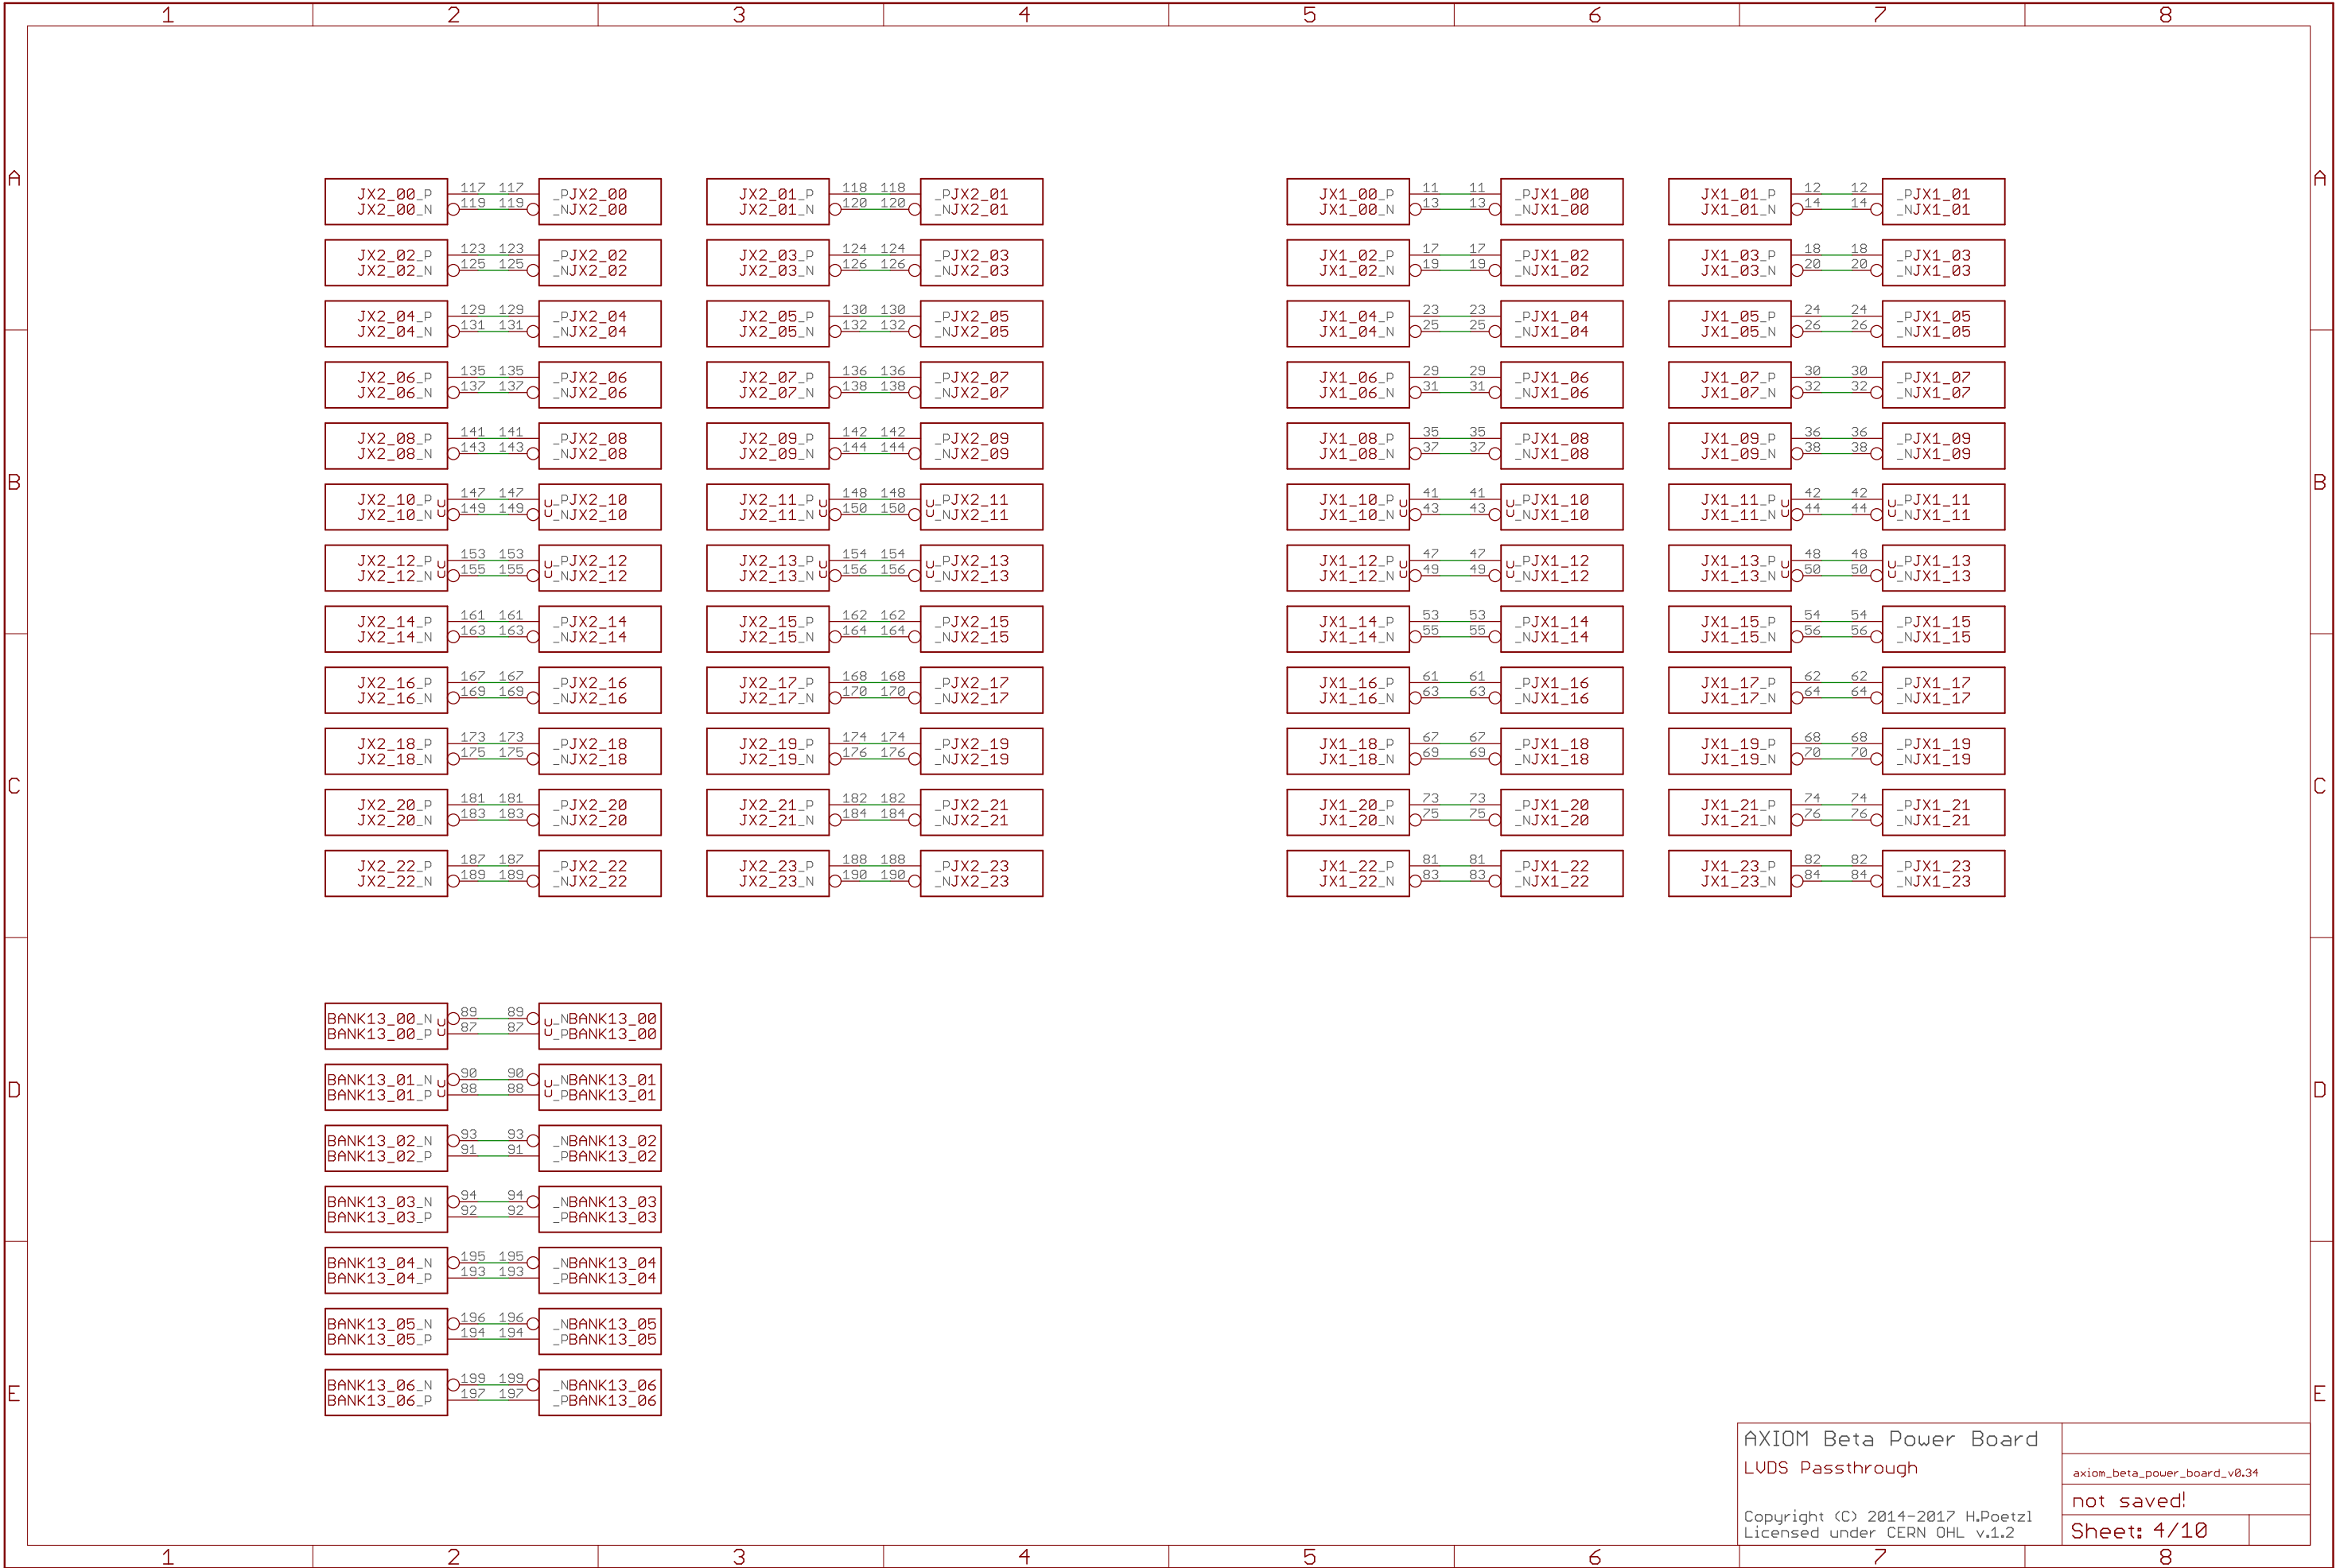 1 2 3 4 5 6 7 8
A A
JX2_00_P 117 117 _PJX2_00 JX2_01_P 118 118 _PJX2_01 JX1_00_P 11 11 _PJX1_00 JX1_01_P 12 12 _PJX1_01
JX2_00_N 119 119 _NJX2_00 JX2_01_N 120 120 _NJX2_01 JX1_00_N 13 13 _NJX1_00 JX1_01_N 14 14 _NJX1_01
JX2_02_P 123 123 _PJX2_02 JX2_03_P 124 124 _PJX2_03 JX1_02_P 17 17 _PJX1_02 JX1_03_P 18 18 _PJX1_03
JX2_02_N 125 125 _NJX2_02 JX2_03_N 126 126 _NJX2_03 JX1_02_N 19 19 _NJX1_02 JX1_03_N 20 20 _NJX1_03
JX2_04_P 129 129 _PJX2_04 JX2_05_P 130 130 _PJX2_05 JX1_04_P 23 23 _PJX1_04 JX1_05_P 24 24 _PJX1_05
JX2_04_N 131 131 _NJX2_04 JX2_05_N 132 132 _NJX2_05 JX1_04_N 25 25 _NJX1_04 JX1_05_N 26 26 _NJX1_05
JX2_06_P 135 135 _PJX2_06 JX2_07_P 136 136 _PJX2_07 JX1_06_P 29 29 _PJX1_06 JX1_07_P 30 30 _PJX1_07
JX2_06_N 137 137 _NJX2_06 JX2_07_N 138 138 _NJX2_07 JX1_06_N 31 31 _NJX1_06 JX1_07_N 32 32 _NJX1_07
JX2_08_P 141 141 _PJX2_08 JX2_09_P 142 142 _PJX2_09 JX1_08_P 35 35 _PJX1_08 JX1_09_P 36 36 _PJX1_09
JX2_08_N 143 143 _NJX2_08 JX2_09_N 144 144 _NJX2_09 JX1_08_N 37 37 _NJX1_08 JX1_09_N 38 38 _NJX1_09
B B
JX2_10_P U 147 147 U _PJX2_10 JX2_11_P U 148 148 U _PJX2_11 JX1_10_P U 41 41 U _PJX1_10 JX1_11_P U 42 42 U _PJX1_11
JX2_10_N U 149 149 U _NJX2_10 JX2_11_N U 150 150 U _NJX2_11 JX1_10_N U 43 43 U _NJX1_10 JX1_11_N U 44 44 U _NJX1_11
JX2_12_P U 153 153 U _PJX2_12 JX2_13_P U 154 154 U _PJX2_13 JX1_12_P U 47 47 U _PJX1_12 JX1_13_P U 48 48 U _PJX1_13
JX2_12_N U 155 155 U _NJX2_12 JX2_13_N U 156 156 U _NJX2_13 JX1_12_N U 49 49 U _NJX1_12 JX1_13_N U 50 50 U _NJX1_13
JX2_14_P 161 161 _PJX2_14 JX2_15_P 162 162 _PJX2_15 JX1_14_P 53 53 _PJX1_14 JX1_15_P 54 54 _PJX1_15
JX2_14_N 163 163 _NJX2_14 JX2_15_N 164 164 _NJX2_15 JX1_14_N 55 55 _NJX1_14 JX1_15_N 56 56 _NJX1_15
JX2_16_P 167 167 _PJX2_16 JX2_17_P 168 168 _PJX2_17 JX1_16_P 61 61 _PJX1_16 JX1_17_P 62 62 _PJX1_17
JX2_16_N 169 169 _NJX2_16 JX2_17_N 170 170 _NJX2_17 JX1_16_N 63 63 _NJX1_16 JX1_17_N 64 64 _NJX1_17
JX2_18_P 173 173 _PJX2_18 JX2_19_P 174 174 _PJX2_19 JX1_18_P 67 67 _PJX1_18 JX1_19_P 68 68 _PJX1_19
JX2_18_N 175 175 _NJX2_18 JX2_19_N 176 176 _NJX2_19 JX1_18_N 69 69 _NJX1_18 JX1_19_N 70 70 _NJX1_19
C C
JX2_20_P 181 181 _PJX2_20 JX2_21_P 182 182 _PJX2_21 JX1_20_P 73 73 _PJX1_20 JX1_21_P 74 74 _PJX1_21
JX2_20_N 183 183 _NJX2_20 JX2_21_N 184 184 _NJX2_21 JX1_20_N 75 75 _NJX1_20 JX1_21_N 76 76 _NJX1_21
JX2_22_P 187 187 _PJX2_22 JX2_23_P 188 188 _PJX2_23 JX1_22_P 81 81 _PJX1_22 JX1_23_P 82 82 _PJX1_23
JX2_22_N 189 189 _NJX2_22 JX2_23_N 190 190 _NJX2_23 JX1_22_N 83 83 _NJX1_22 JX1_23_N 84 84 _NJX1_23
BANK13_00_N U 89 89 U _NBANK13_00
BANK13_00_P U 87 87 U _PBANK13_00
BANK13_01_N U 90 90 U _NBANK13_01
D D
BANK13_01_P U 88 88 U _PBANK13_01
BANK13_02_N 93 93 _NBANK13_02
BANK13_02_P 91 91 _PBANK13_02
BANK13_03_N 94 94 _NBANK13_03
BANK13_03_P 92 92 _PBANK13_03
BANK13_04_N 195 195 _NBANK13_04
BANK13_04_P 193 193 _PBANK13_04
BANK13_05_N 196 196 _NBANK13_05
BANK13_05_P 194 194 _PBANK13_05
BANK13_06_N 199 199 _NBANK13_06
E E
BANK13_06_P 197 197 _PBANK13_06
AXIOM Beta Power Board
LVDS Passthrough
axiom_beta_power_board_v0.34
not saved!
Copyright (C) 2014-2017 H.Poetzl
Licensed under CERN OHL v.1.2
Sheet: 4/10
1 2 3 4 5 6 7 8